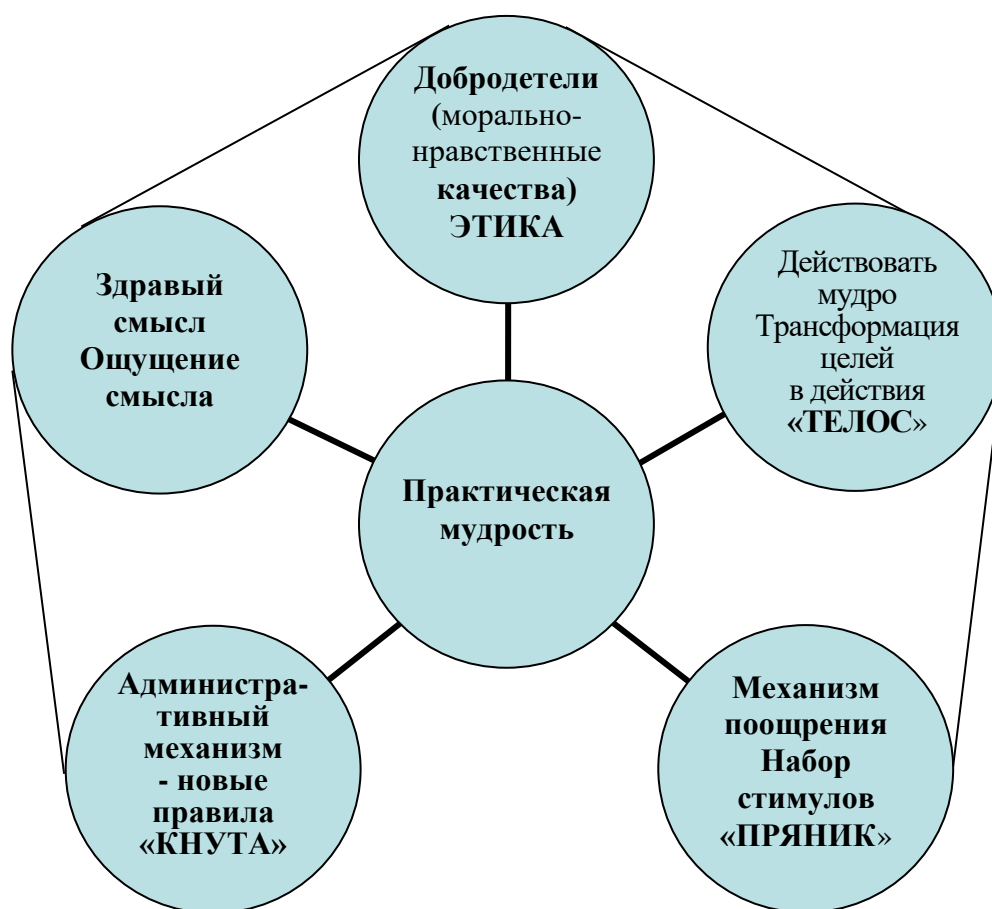 Добродетели
(морально-
нравственные
качества)
ЭТИКА
Здравый
смысл
Ощущение
смысла
Действовать
мудро
Трансформация
целей
в действия
«ТЕЛОС»
Практическая
мудрость
Администра-
тивный
механизм
- новые
правила
«КНУТА»
Механизм
поощрения
Набор
стимулов
«ПРЯНИК»